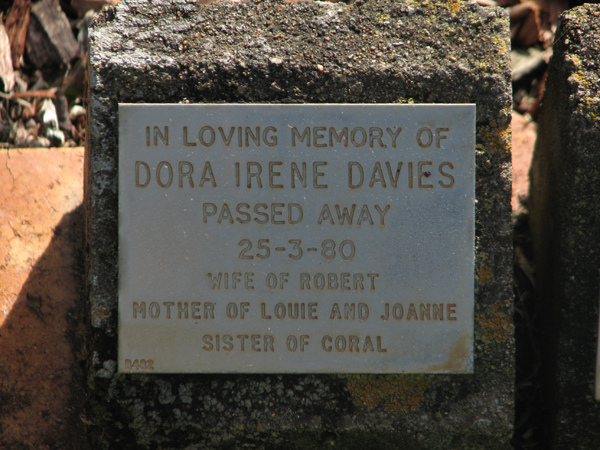 IN LOVING MEMORY OF
DORA IRENE DAVIES
PASSED AWAY
25-3-80
WIFE OF ROBERT
MOTHER OF LOUIE AND JOANNE
SISTER OF CORAL